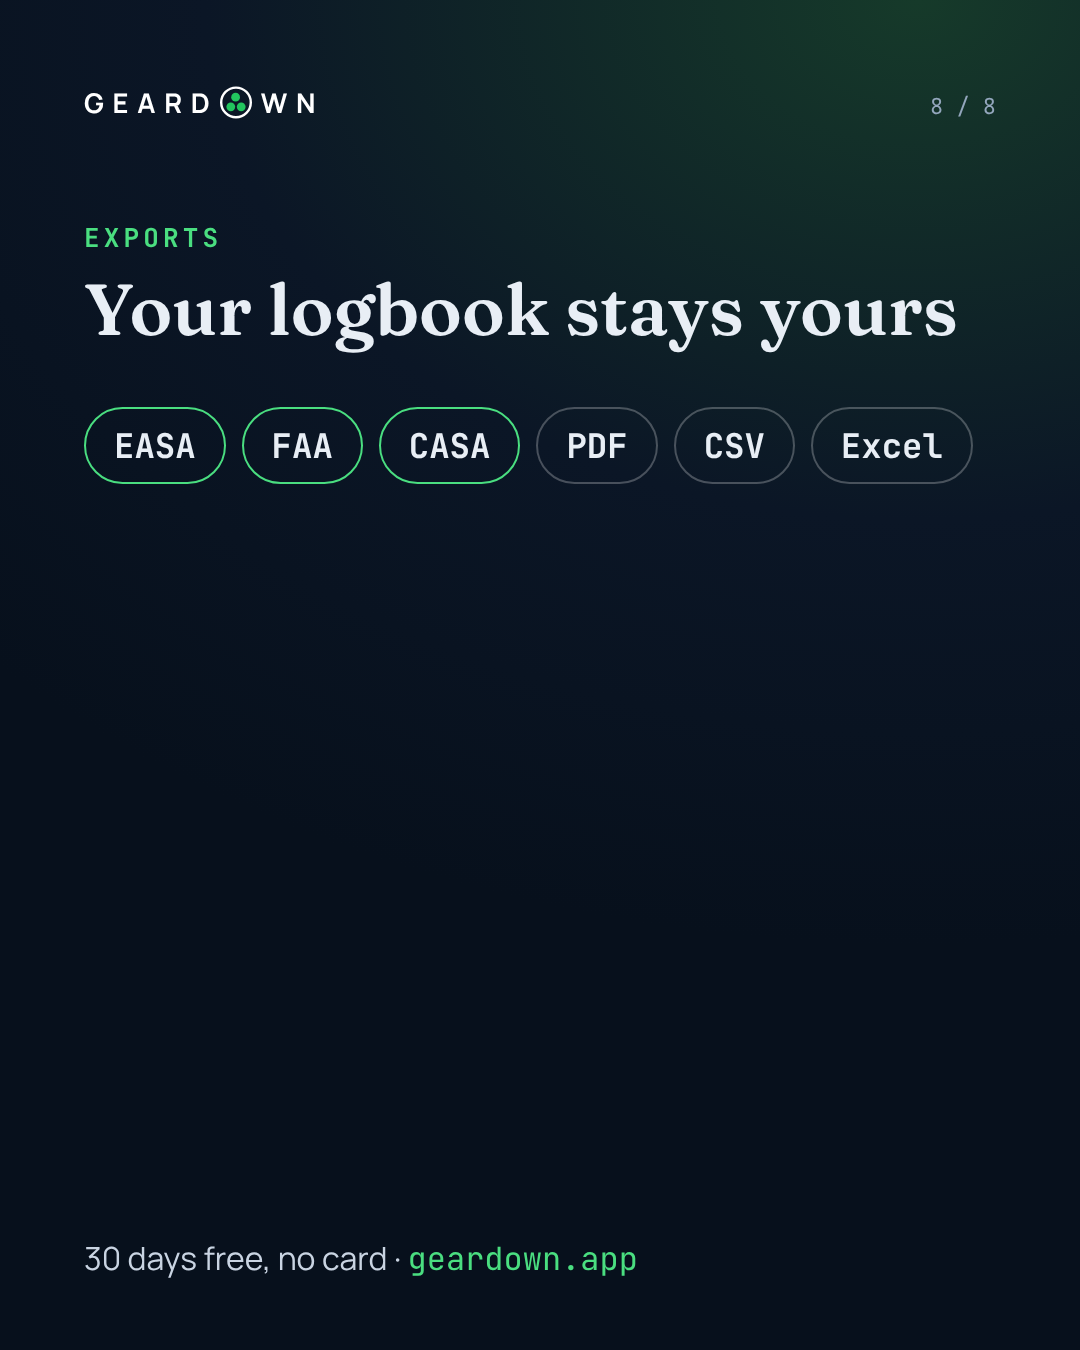 GEARDOWN
8 / 8
EXPORTS
Your logbook stays yours
EASA FAA CASA PDF CSV Excel
30 days free, no card · geardown.app